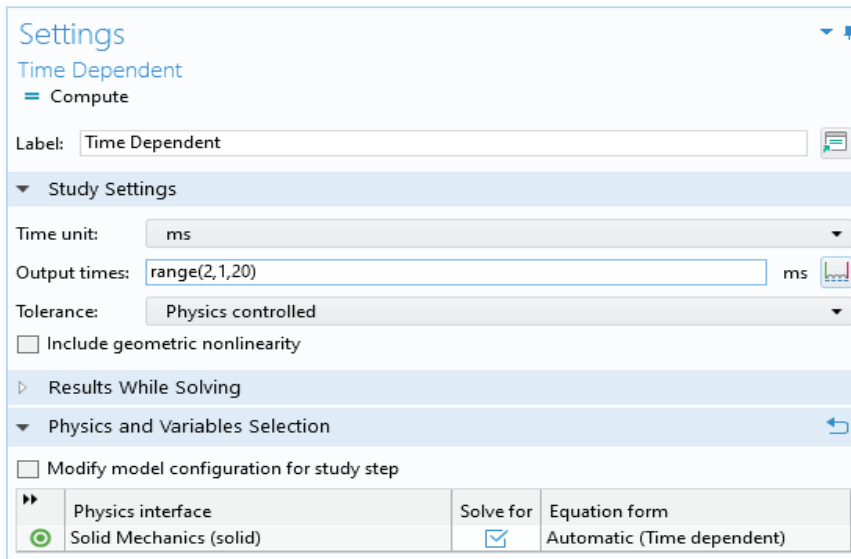 Settings
Time Dependent
= Compute
Label: Time Dependent
Study Settings
Time unit: ms
Output times: range(2,1,20) ms
Tolerance: Physics controlled
Include geometric nonlinearity
Results While Solving
Physics and Variables Selection
Modify model configuration for study step
Physics interface Solve for Equation form
Solid Mechanics (solid) Automatic (Time dependent)